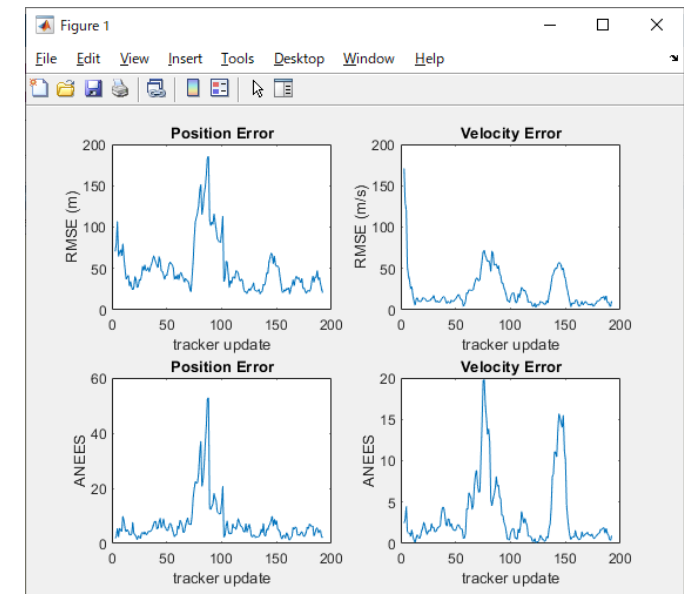 Figure 1
File Edit View Insert Tools Desktop Window Help
Position Error
RMSE (m)
200
150
100
50
0
0 50 100 150 200
tracker update
Velocity Error
RMSE (m/s)
200
150
100
50
0
0 50 100 150 200
tracker update
Position Error
ANEES
60
40
20
0
0 50 100 150 200
tracker update
Velocity Error
ANEES
20
15
10
5
0
0 50 100 150 200
tracker update